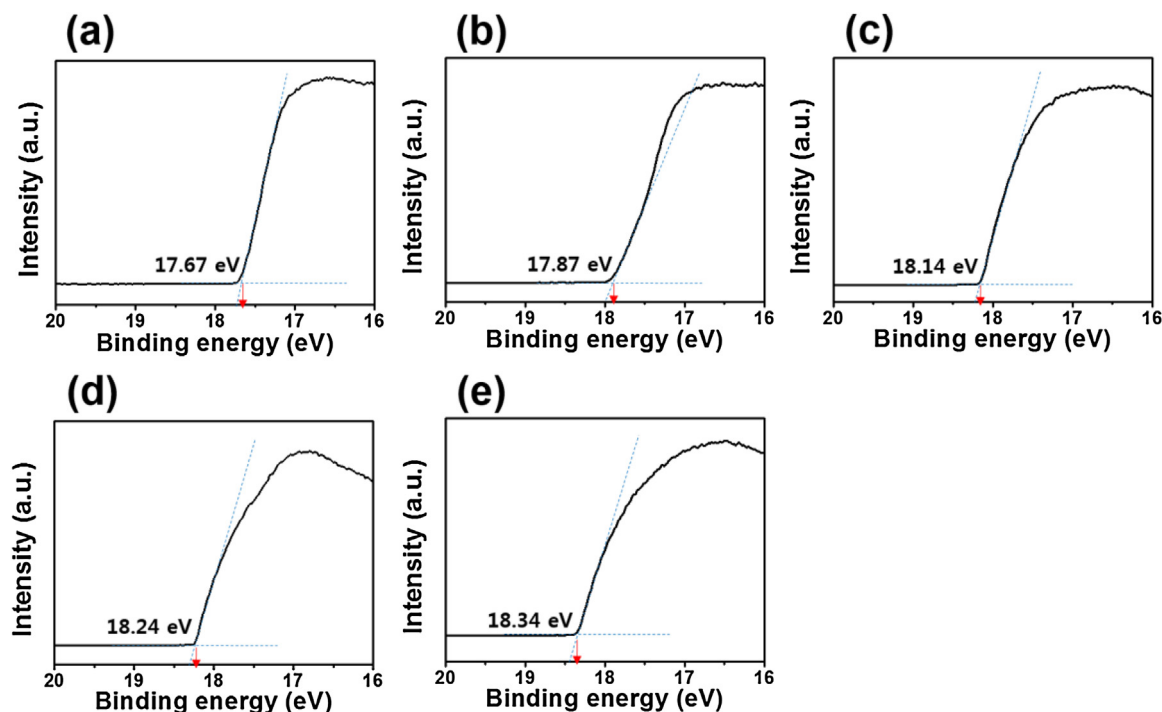 (a)
Intensity (a.u.)
17.67 eV
20 19 18 17 16
Binding energy (eV)
(b)
Intensity (a.u.)
17.87 eV
20 19 18 17 16
Binding energy (eV)
(c)
Intensity (a.u.)
18.14 eV
20 19 18 17 16
Binding energy (eV)
(d)
Intensity (a.u.)
18.24 eV
20 19 18 17 16
Binding energy (eV)
(e)
Intensity (a.u.)
18.34 eV
20 19 18 17 16
Binding energy (eV)